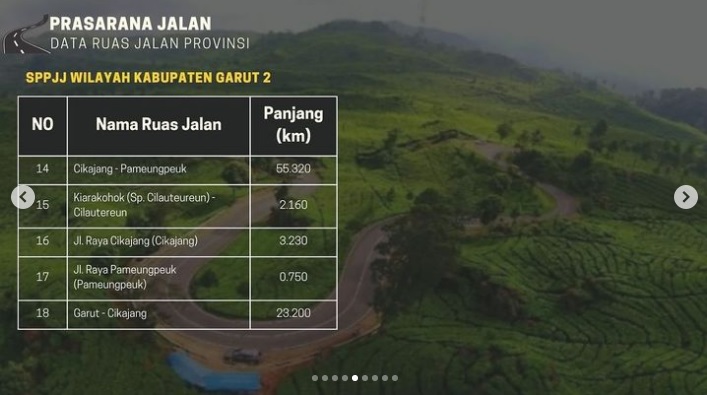 PRASARANA JALAN
DATA RUAS JALAN PROVINSI
SPPJJ WILAYAH KABUPATEN GARUT 2
NO Nama Ruas Jalan Panjang (km)
14 Cikajang - Pameungpeuk 55.320
15 Kiarakohok (Sp. Cilauteureun) - Cilautereun 2.160
16 Jl. Raya Cikajang (Cikajang) 3.230
17 Jl. Raya Pameungpeuk (Pameungpeuk) 0.750
18 Garut - Cikajang 23.200